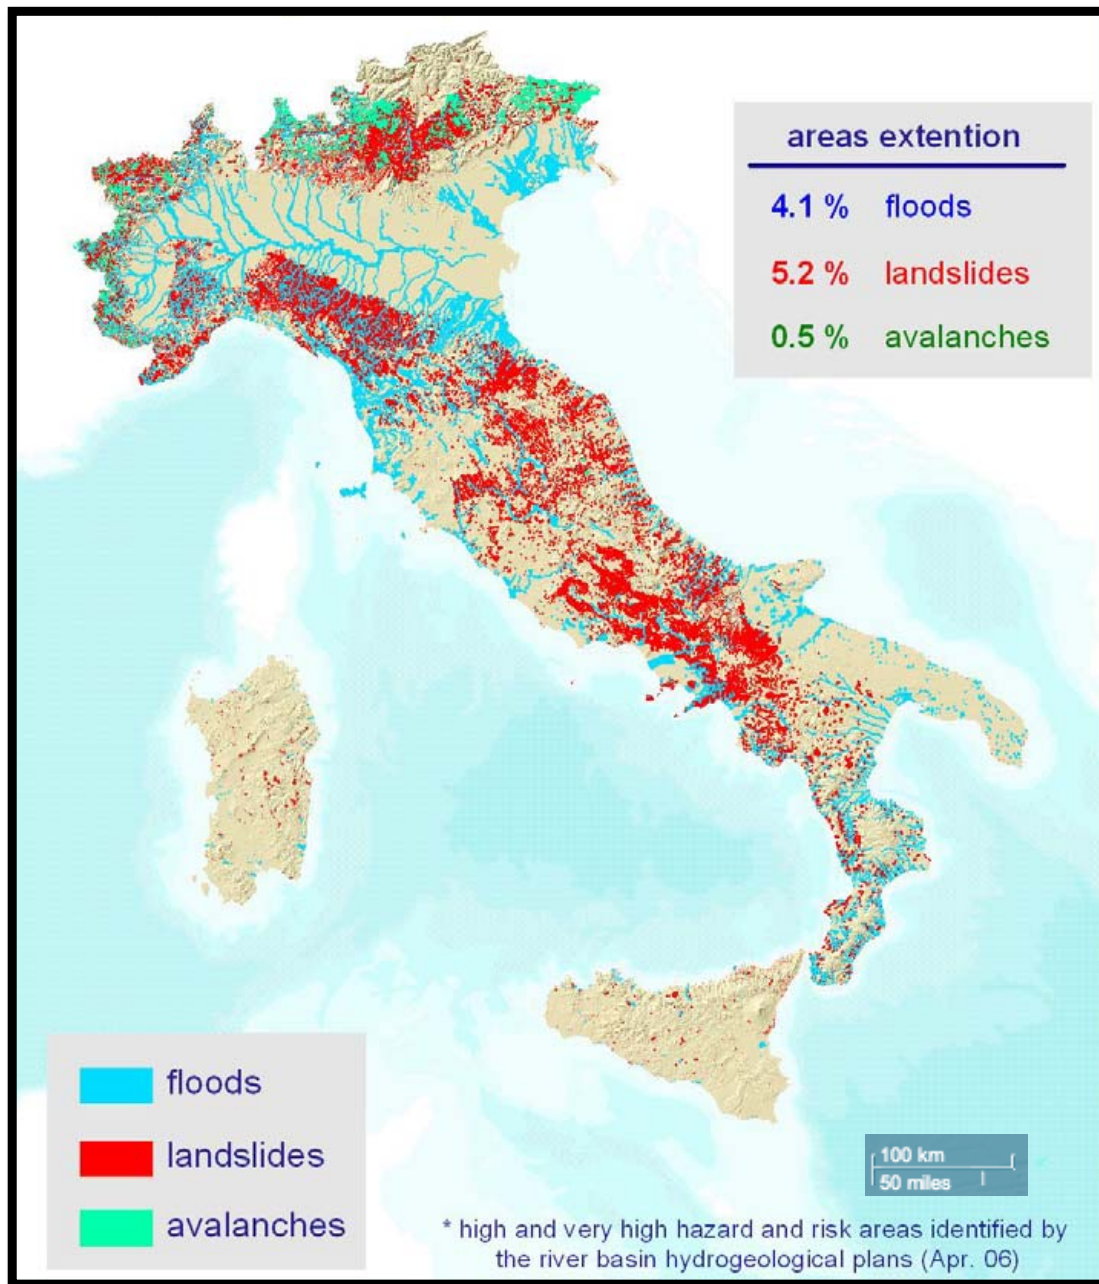 areas extention
4.1 % floods
5.2 % landslides
0.5 % avalanches
floods
landslides
avalanches
100 km
50 miles
* high and very high hazard and risk areas identified by
the river basin hydrogeological plans (Apr. 06)